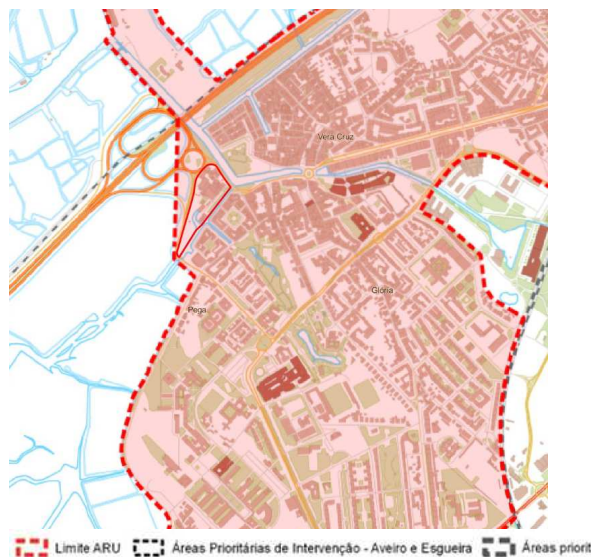 Vera Cruz
Glória
Pega
Limite ARU
Áreas Prioritárias de Intervenção - Aveiro e Esgueira
Áreas priorit